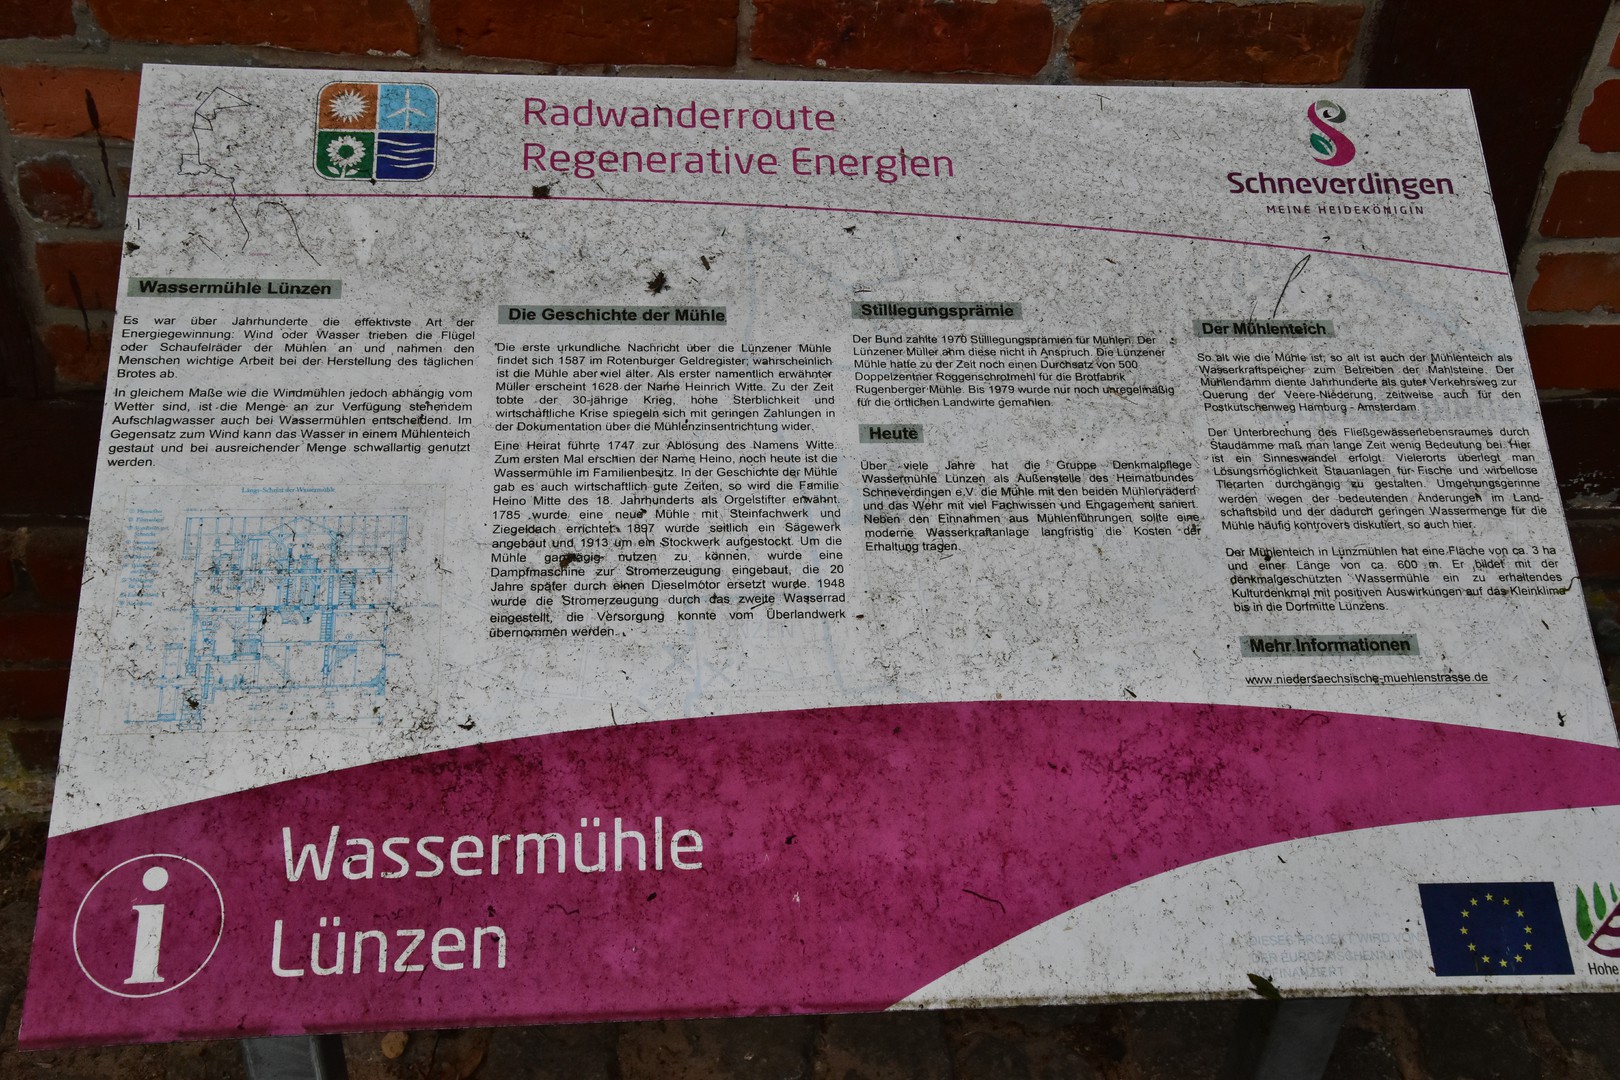 Radwanderroute
Regenerative Energien
Schneverdingen
MEINE HEIDEKÖNIGIN
Wassermühle Lünzen
Es war über Jahrhunderte die effektivste Art der
Energiegewinnung: Wind oder Wasser trieben die Flügel
oder Schaufelräder der Mühlen an und nahmen den
Menschen wichtige Arbeit bei der Herstellung des täglichen
Brotes ab.
In gleichem Maße wie die Windmühlen jedoch abhängig vom
Wetter sind, ist die Menge an zur Verfügung stehendem
Aufschlagwasser auch bei Wassermühlen entscheidend. Im
Gegensatz zum Wind kann das Wasser in einem Mühlenteich
gestaut und bei ausreichender Menge schwallartig genutzt
werden.
Länge-Schnitt der Wassermühle
Die Geschichte der Mühle
Die erste urkundliche Nachricht über die Lünzener Mühle
findet sich 1587 im Rotenburger Geldregister; wahrscheinlich
ist die Mühle aber viel älter. Als erster namentlich erwähnter
Müller erscheint 1628 der Name Heinrich Witte. Zu der Zeit
tobte der 30-jährige Krieg, hohe Sterblichkeit und
wirtschaftliche Krise spiegeln sich mit geringen Zahlungen in
der Dokumentation über die Mühlenzinsentrichtung wider.
Eine Heirat führte 1747 zur Ablösung des Namens Witte.
Zum ersten Mal erschien der Name Heino, noch heute ist die
Wassermühle im Familienbesitz. In der Geschichte der Mühle
gab es auch wirtschaftlich gute Zeiten, so wird die Familie
Heino Mitte des 18. Jahrhunderts als Orgelstifter erwähnt.
1785 wurde eine neue Mühle mit Steinfachwerk und
Ziegeldach errichtet. 1897 wurde seitlich ein Sägewerk
angebaut und 1913 um ein Stockwerk aufgestockt. Um die
Mühle ganztägig nutzen zu können, wurde eine
Dampfmaschine zur Stromerzeugung eingebaut, die 20
Jahre später durch einen Dieselmotor ersetzt wurde. 1948
wurde die Stromerzeugung durch das zweite Wasserrad
eingestellt, die Versorgung konnte vom Überlandwerk
übernommen werden.
Stilllegungsprämie
Der Bund zahlte 1970 Stilllegungsprämien für Mühlen. Der
Lünzener Müller ahm diese nicht in Anspruch. Die Lünzener
Mühle hatte zu der Zeit noch einen Durchsatz von 500
Doppelzentner Roggenschrotmehl für die Brotfabrik
Rugenberger Mühle. Bis 1979 wurde nur noch unregelmäßig
für die örtlichen Landwirte gemahlen.
Heute
Über viele Jahre hat die Gruppe Denkmalpflege
Wassermühle Lünzen als Außenstelle des Heimatbundes
Schneverdingen e.V. die Mühle mit den beiden Mühlenrädern
und das Wehr mit viel Fachwissen und Engagement saniert.
Neben den Einnahmen aus Mühlenführungen sollte eine
moderne Wasserkraftanlage langfristig die Kosten der
Erhaltung tragen.
Der Mühlenteich
So alt wie die Mühle ist, so alt ist auch der Mühlenteich als
Wasserkraftspeicher zum Betreiben der Mahlsteine. Der
Mühlendamm diente Jahrhunderte als guter Verkehrsweg zur
Querung der Veere-Niederung, zeitweise auch für den
Postkutschenweg Hamburg - Amsterdam.
Der Unterbrechung des Fließgewässerlebensraumes durch
Staudämme maß man lange Zeit wenig Bedeutung bei. Hier
ist ein Sinneswandel erfolgt. Vielerorts überlegt man
Lösungsmöglichkeit Stauanlagen für Fische und wirbellose
Tierarten durchgängig zu gestalten. Umgehungsgerinne
werden wegen der bedeutenden Änderungen im Land-
schaftsbild und der dadurch geringen Wassermenge für die
Mühle häufig kontrovers diskutiert, so auch hier.
Der Mühlenteich in Lünzmühlen hat eine Fläche von ca. 3 ha
und einer Länge von ca. 600 m. Er bildet mit der
denkmalgeschützten Wassermühle ein zu erhaltendes
Kulturdenkmal mit positiven Auswirkungen auf das Kleinklima
bis in die Dorfmitte Lünzens.
Mehr Informationen
www.niedersaechsische-muehlenstrasse.de
Wassermühle
Lünzen
i
DIESES PROJEKT WIRD VON
DER EUROPÄISCHEN UNION
FINANZIERT
Hohe